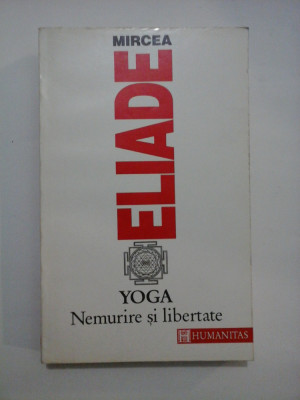 MIRCEA
ELIADE
YOGA
Nemurire și libertate
HUMANITAS